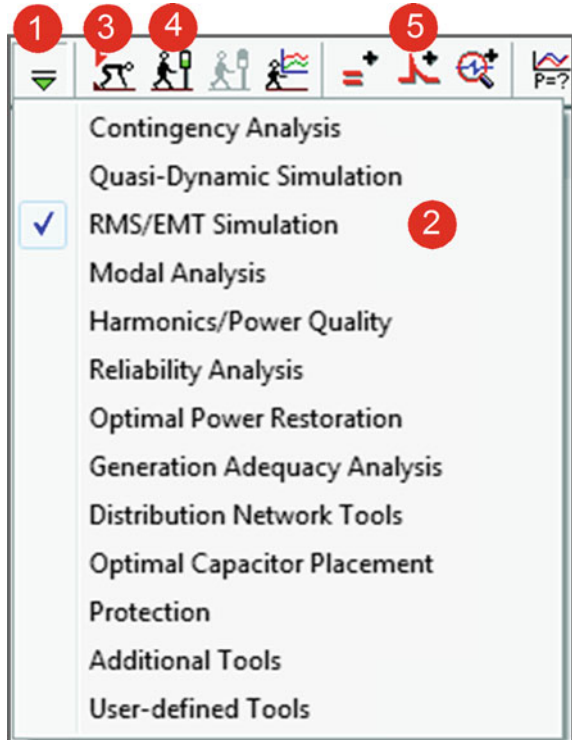 1
3
4
5
P=?
Contingency Analysis
Quasi-Dynamic Simulation
RMS/EMT Simulation
2
Modal Analysis
Harmonics/Power Quality
Reliability Analysis
Optimal Power Restoration
Generation Adequacy Analysis
Distribution Network Tools
Optimal Capacitor Placement
Protection
Additional Tools
User-defined Tools